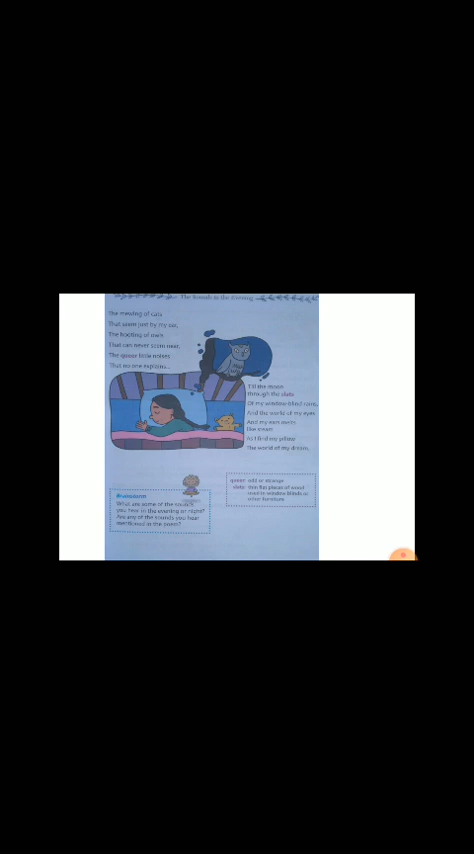 The Sounds in the Evening
The mewing of cats
That seem just by my ear,
The hooting of owls
That can never seem near,
The queer little noises
That no one explains...
Till the moon
through the slats
Of my window-blind rains,
And the world of my eyes
And my ears melts
like steam
As I find my pillow
The world of my dream.
queer odd or strange
slats thin flat pieces of wood
used in window blinds or
other furniture
Brainstorm
What are some of the sounds
you hear in the evening or night?
Are any of the sounds you hear
mentioned in the poem?